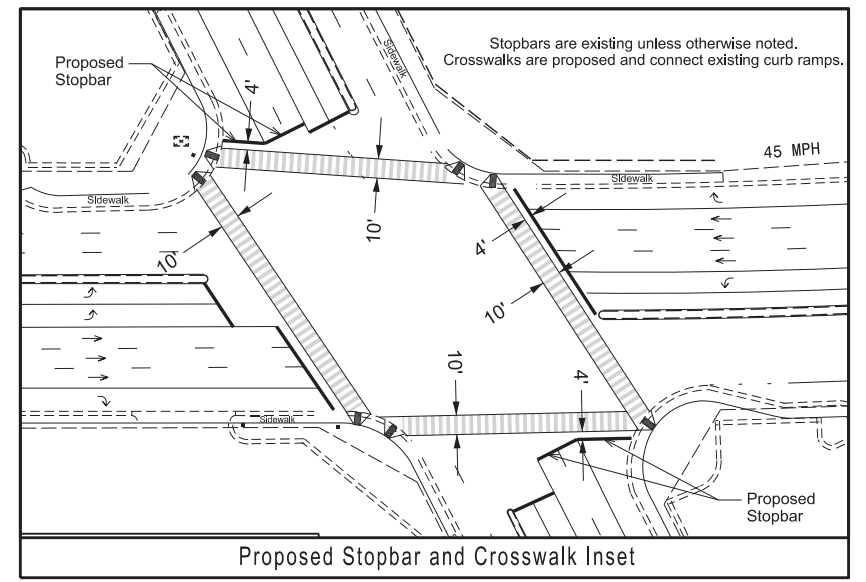 Stopbars are existing unless otherwise noted.
Crosswalks are proposed and connect existing curb ramps.
Proposed
Stopbar
Sidewalk
4'
45 MPH
Sidewalk
Sidewalk
10'
4'
10'
10'
10'
4'
Sidewalk
Proposed
Stopbar
Proposed Stopbar and Crosswalk Inset